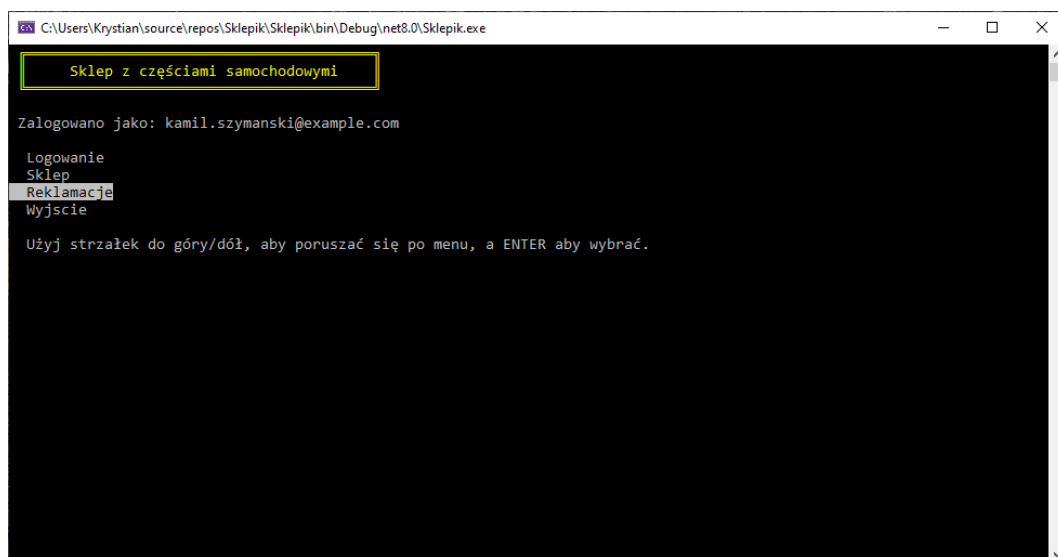 C:\Users\Krystian\source\repos\Sklepik\Sklepik\bin\Debug\net8.0\Sklepik.exe
Sklep z częściami samochodowymi
Zalogowano jako: kamil.szymanski@example.com
Logowanie
Sklep
Reklamacje
Wyjscie
Użyj strzałek do góry/dół, aby poruszać się po menu, a ENTER aby wybrać.